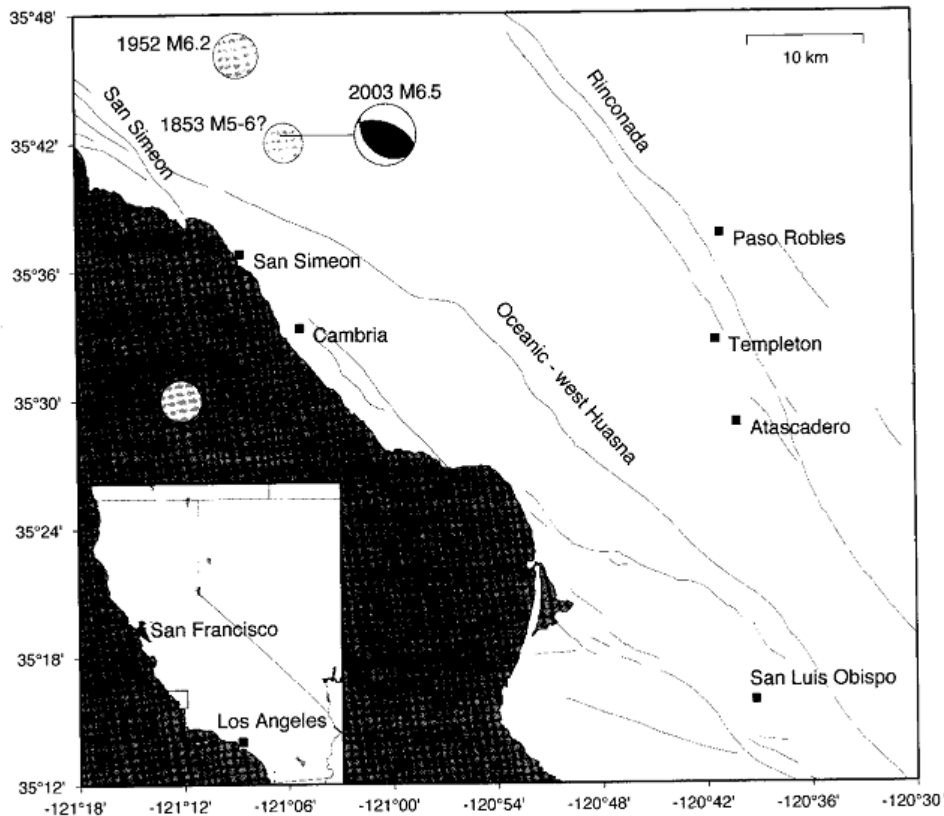 35°48'
1952 M6.2
10 km
2003 M6.5
Rinconada
San Simeon
1853 M5-6?
35°42'
Paso Robles
35°36'
San Simeon
Oceanic - west Huasna
Cambria
Templeton
35°30'
Atascadero
35°24'
San Francisco
35°18'
San Luis Obispo
Los Angeles
35°12'
-121°18' -121°12' -121°06' -121°00' -120°54' -120°48' -120°42' -120°36' -120°30'